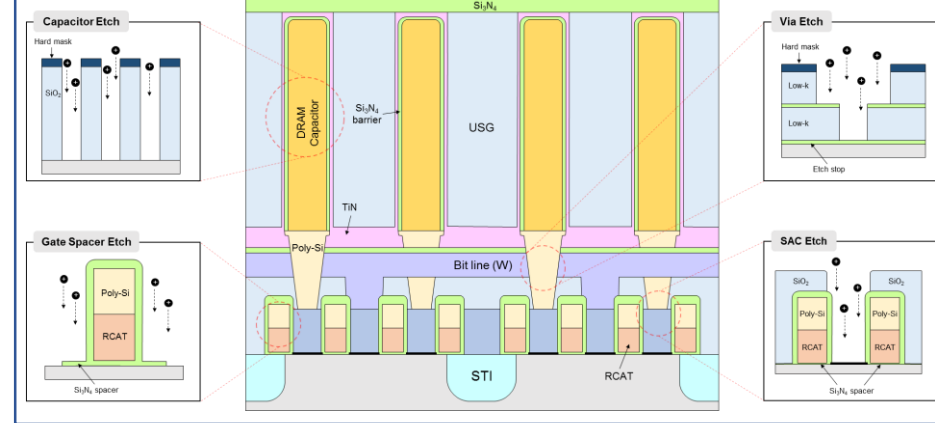 Capacitor Etch
Hard mask
SiO₂
Gate Spacer Etch
Poly-Si
RCAT
Si₃N₄ spacer
Si₃N₄
DRAM
Capacitor
Si₃N₄
barrier
USG
TiN
Poly-Si
Bit line (W)
STI
RCAT
Via Etch
Hard mask
Low-k
Low-k
Etch stop
SAC Etch
SiO₂
SiO₂
Poly-Si
Poly-Si
RCAT
RCAT
Si₃N₄ spacer